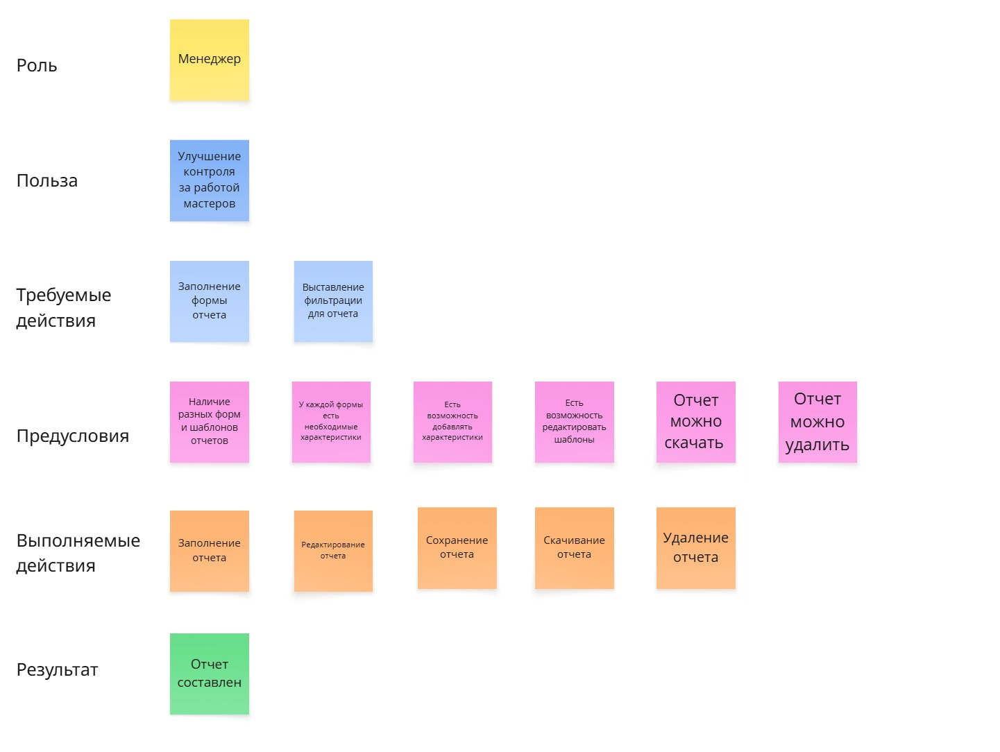 Роль
Менеджер
Польза
Улучшение
контроля
за работой
мастеров
Требуемые
действия
Заполнение
формы
отчета
Выставление
фильтрации
для отчета
Предусловия
Наличие
разных форм
и шаблонов
отчетов
У каждой формы
есть
необходимые
характеристики
Есть
возможность
добавлять
характеристики
Есть
возможность
редактировать
шаблоны
Отчет
можно
скачать
Отчет
можно
удалить
Выполняемые
действия
Заполнение
отчета
Редактирование
отчета
Сохранение
отчета
Скачивание
отчета
Удаление
отчета
Результат
Отчет
составлен